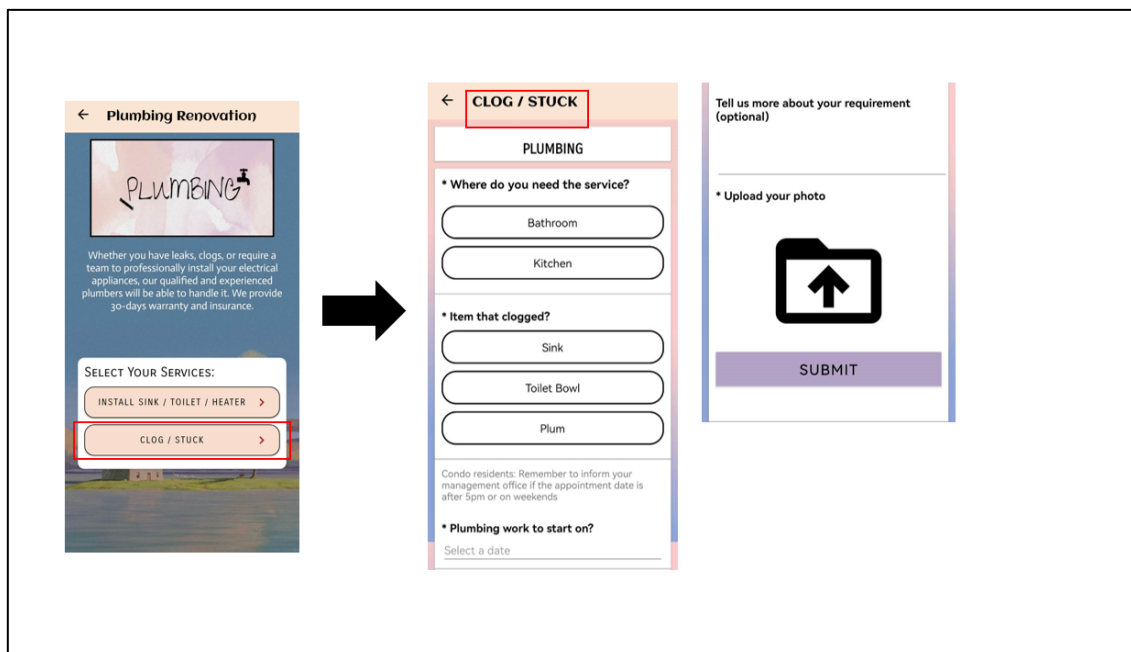 Plumbing Renovation
PLUMBING
Whether you have leaks, clogs, or require a
team to professionally install your electrical
appliances, our qualified and experienced
plumbers will be able to handle it. We provide
30-days warranty and insurance.
SELECT YOUR SERVICES:
INSTALL SINK / TOILET / HEATER
CLOG / STUCK
CLOG / STUCK
PLUMBING
* Where do you need the service?
Bathroom
Kitchen
* Item that clogged?
Sink
Toilet Bowl
Plum
Condo residents: Remember to inform your
management office if the appointment date is
after 5pm or on weekends
* Plumbing work to start on?
Select a date
Tell us more about your requirement
(optional)
* Upload your photo
SUBMIT